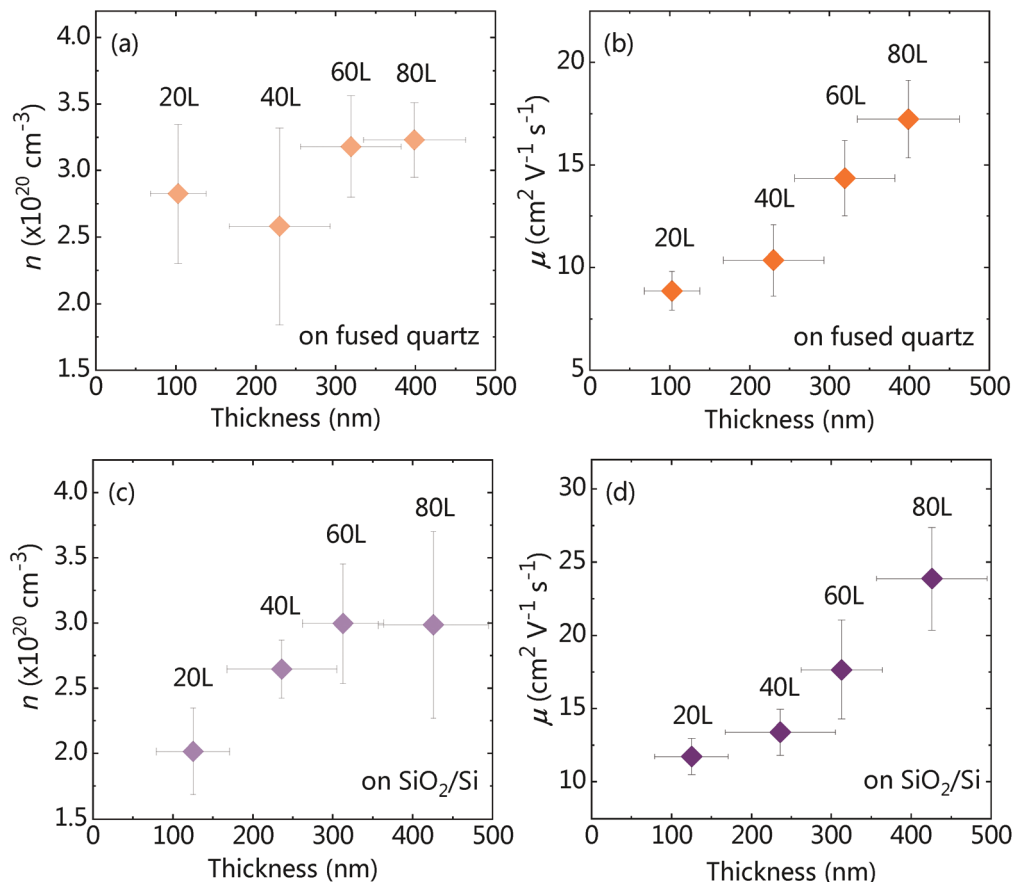 (a)
4.0
3.5
3.0
2.5
2.0
1.5
n (x10²⁰ cm⁻³)
20L
40L
60L
80L
on fused quartz
0 100 200 300 400 500
Thickness (nm)
(b)
20
15
10
5
μ (cm² V⁻¹ s⁻¹)
20L
40L
60L
80L
on fused quartz
0 100 200 300 400 500
Thickness (nm)
(c)
4.0
3.5
3.0
2.5
2.0
1.5
n (x10²⁰ cm⁻³)
20L
40L
60L
80L
on SiO₂/Si
0 100 200 300 400 500
Thickness (nm)
(d)
30
25
20
15
10
μ (cm² V⁻¹ s⁻¹)
20L
40L
60L
80L
on SiO₂/Si
0 100 200 300 400 500
Thickness (nm)